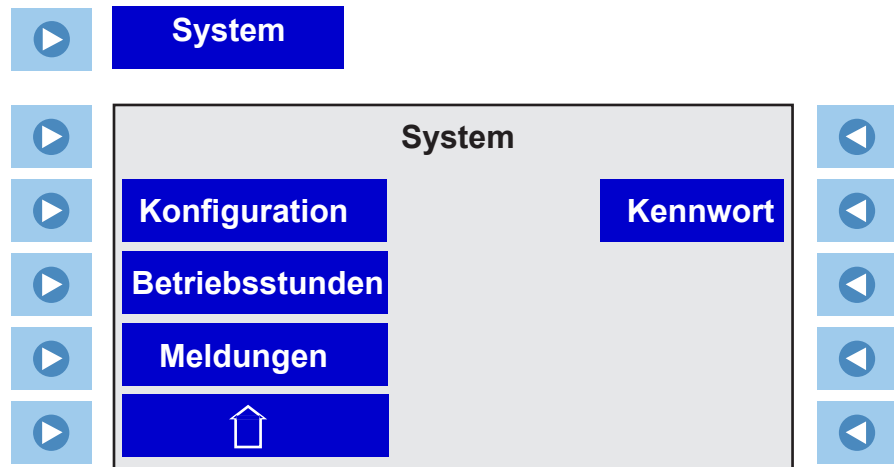 System
System
Konfiguration
Kennwort
Betriebsstunden
Meldungen